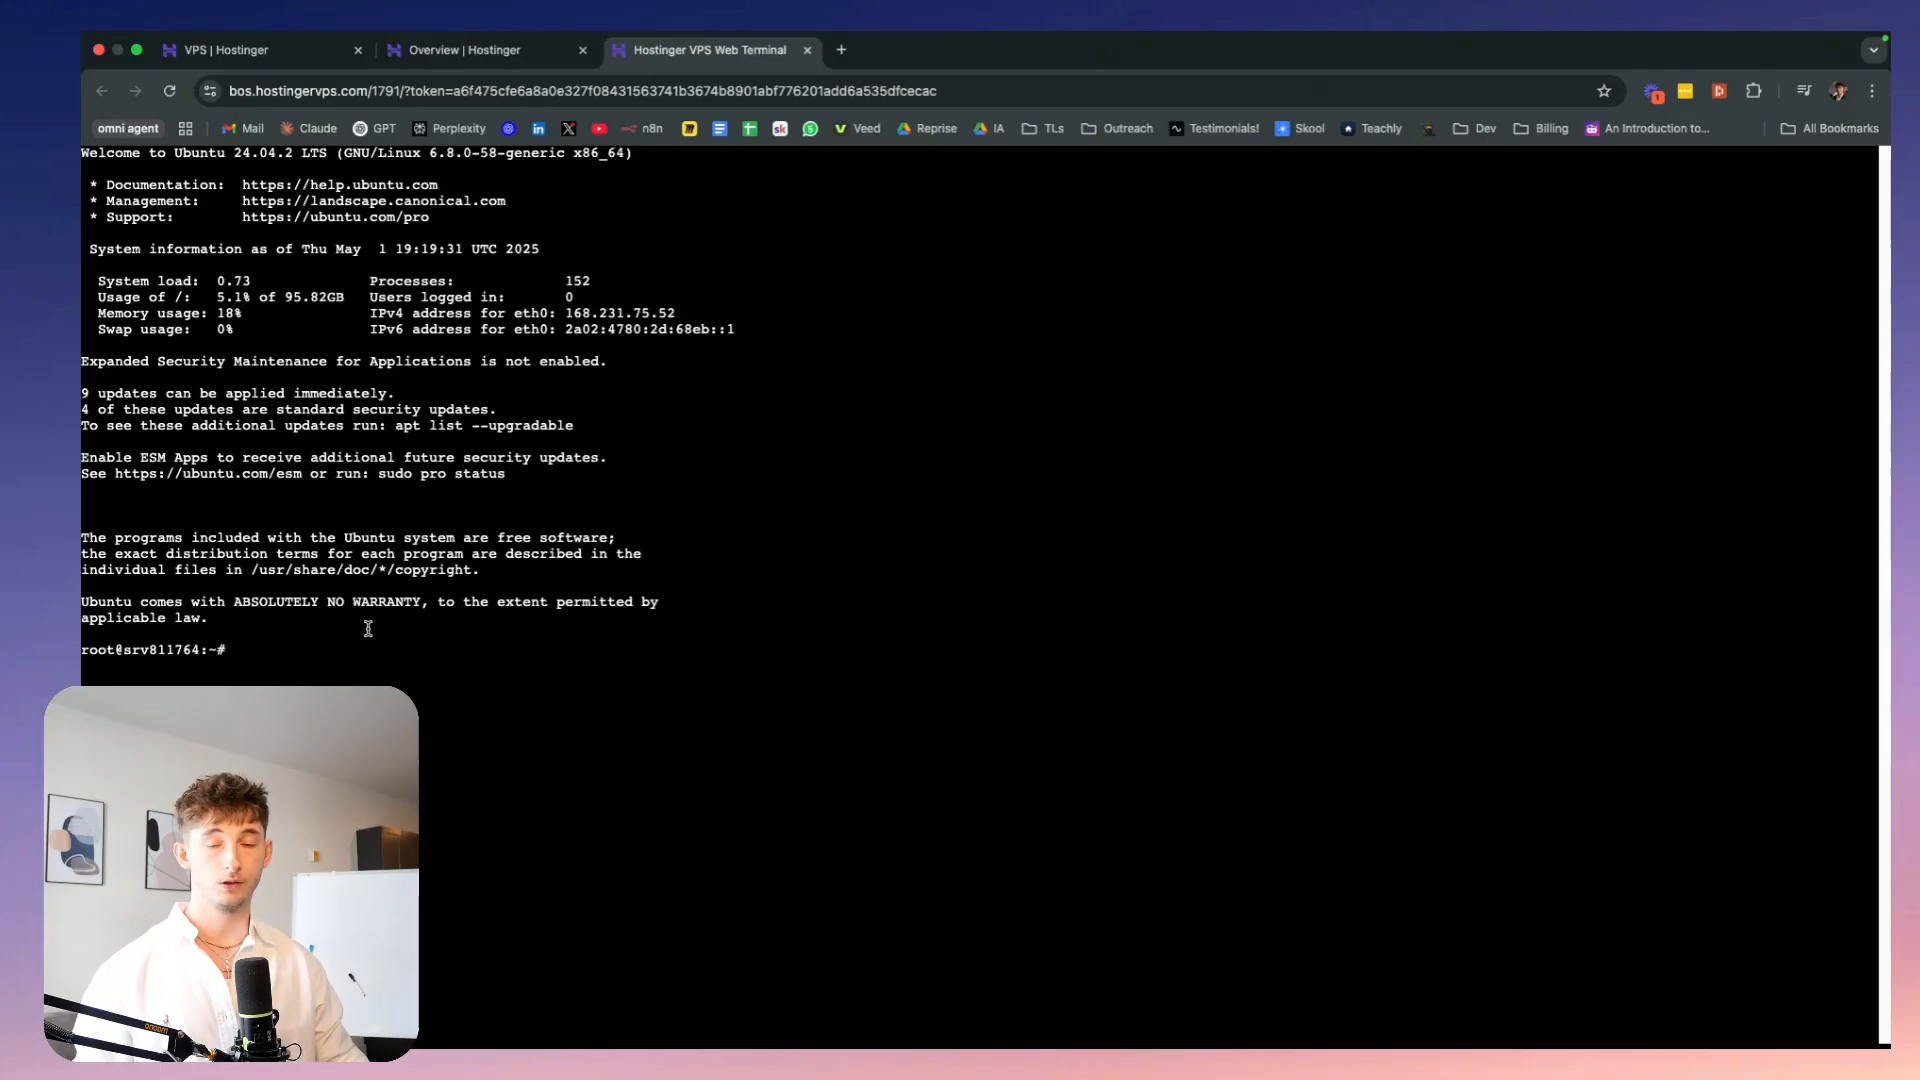 VPS | Hostinger
Overview | Hostinger
Hostinger VPS Web Terminal
bos.hostingervps.com/1791/?token=a6f475cfe6a8a0e327f08431563741b3674b8901abf776201add6a535dfcecac
1
omni agent
Mail
Claude
GPT
Perplexity
n8n
Veed
Reprise
IA
TLs
Outreach
Testimonials!
Skool
Teachly
Dev
Billing
An Introduction to...
All Bookmarks
Welcome to Ubuntu 24.04.2 LTS (GNU/Linux 6.8.0-58-generic x86_64)
* Documentation: https://help.ubuntu.com
* Management: https://landscape.canonical.com
* Support: https://ubuntu.com/pro
System information as of Thu May 1 19:19:31 UTC 2025
System load: 0.73 Processes: 152
Usage of /: 5.1% of 95.82GB Users logged in: 0
Memory usage: 18% IPv4 address for eth0: 168.231.75.52
Swap usage: 0% IPv6 address for eth0: 2a02:4780:2d:68eb::1
Expanded Security Maintenance for Applications is not enabled.
9 updates can be applied immediately.
4 of these updates are standard security updates.
To see these additional updates run: apt list --upgradable
Enable ESM Apps to receive additional future security updates.
See https://ubuntu.com/esm or run: sudo pro status
The programs included with the Ubuntu system are free software;
the exact distribution terms for each program are described in the
individual files in /usr/share/doc/*/copyright.
Ubuntu comes with ABSOLUTELY NO WARRANTY, to the extent permitted by
applicable law.
root@srv811764:~#